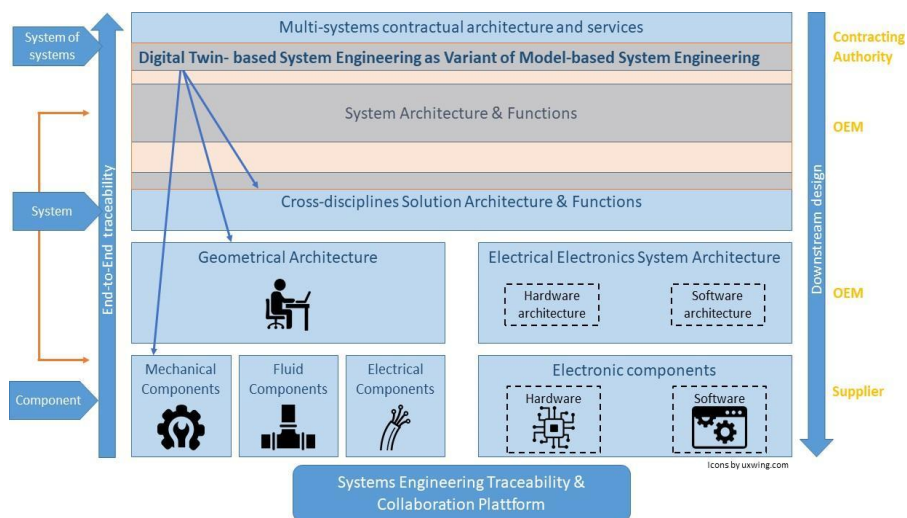 Multi-systems contractual architecture and services
System of
systems
Contracting
Authority
Digital Twin- based System Engineering as Variant of Model-based System Engineering
System Architecture & Functions
OEM
End-to-End traceability
Downstream design
System
Cross-disciplines Solution Architecture & Functions
Geometrical Architecture
Electrical Electronics System Architecture
Hardware
architecture
Software
architecture
OEM
Mechanical
Components
Fluid
Components
Electrical
Components
Electronic components
Hardware
Software
Component
Supplier
Icons by uxwing.com
Systems Engineering Traceability &
Collaboration Plattform